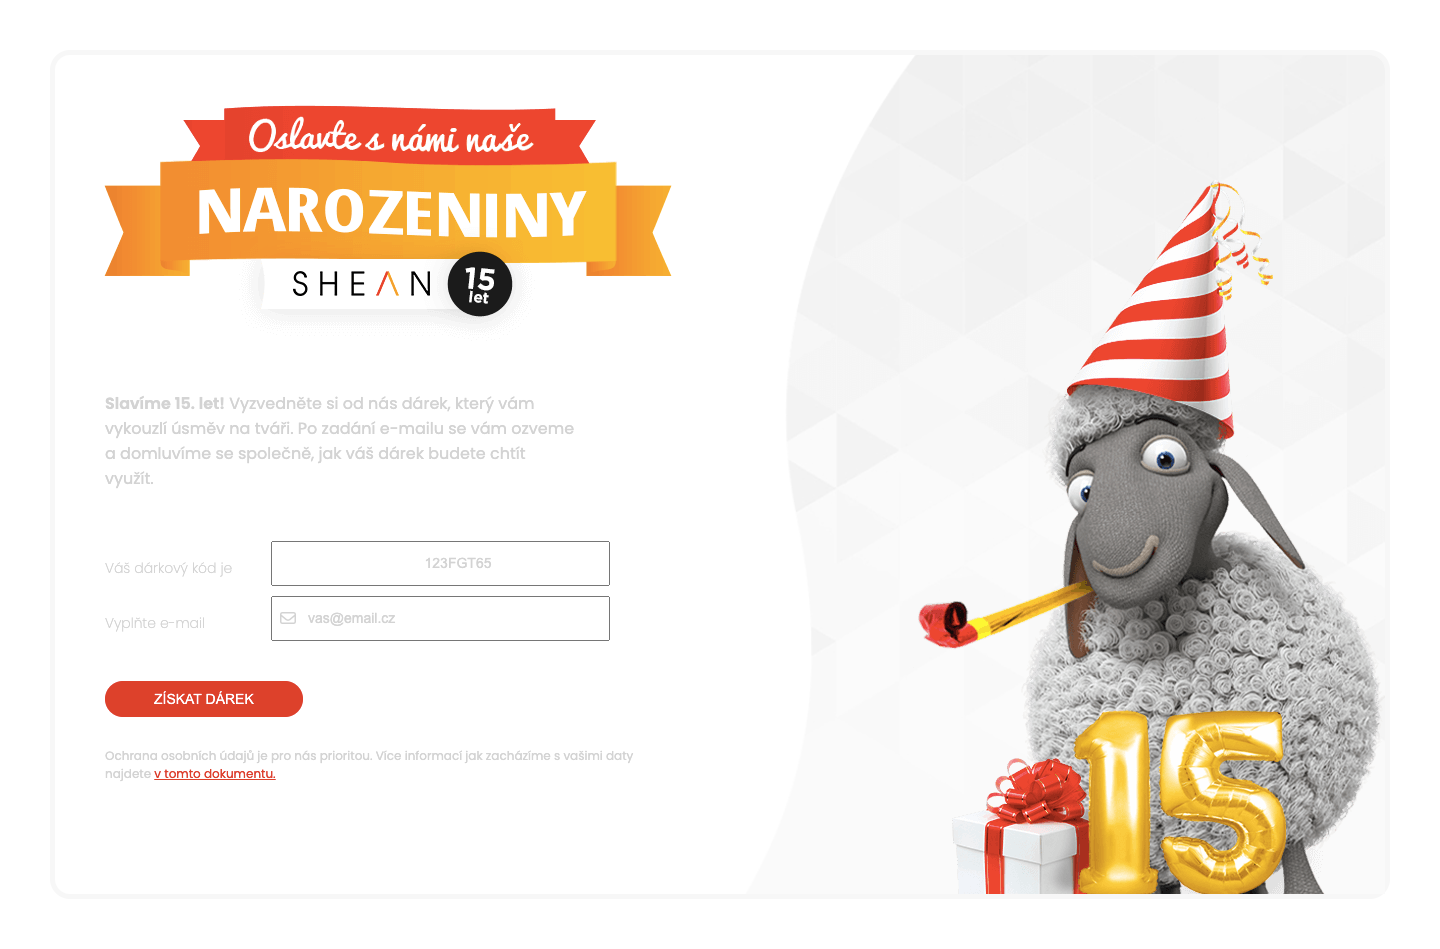 Oslavte s námi naše
NAROZENINY
SHEAN
15
let
Slavíme 15. let! Vyzvedněte si od nás dárek, který vám
vykouzlí úsměv na tváři. Po zadání e-mailu se vám ozveme
a domluvíme se společně, jak váš dárek budete chtít
využít.
Váš dárkový kód je
123FGT65
Vyplňte e-mail
vas@email.cz
ZÍSKAT DÁREK
Ochrana osobních údajů je pro nás prioritou. Více informací jak zacházíme s vašimi daty
najdete v tomto dokumentu.
15